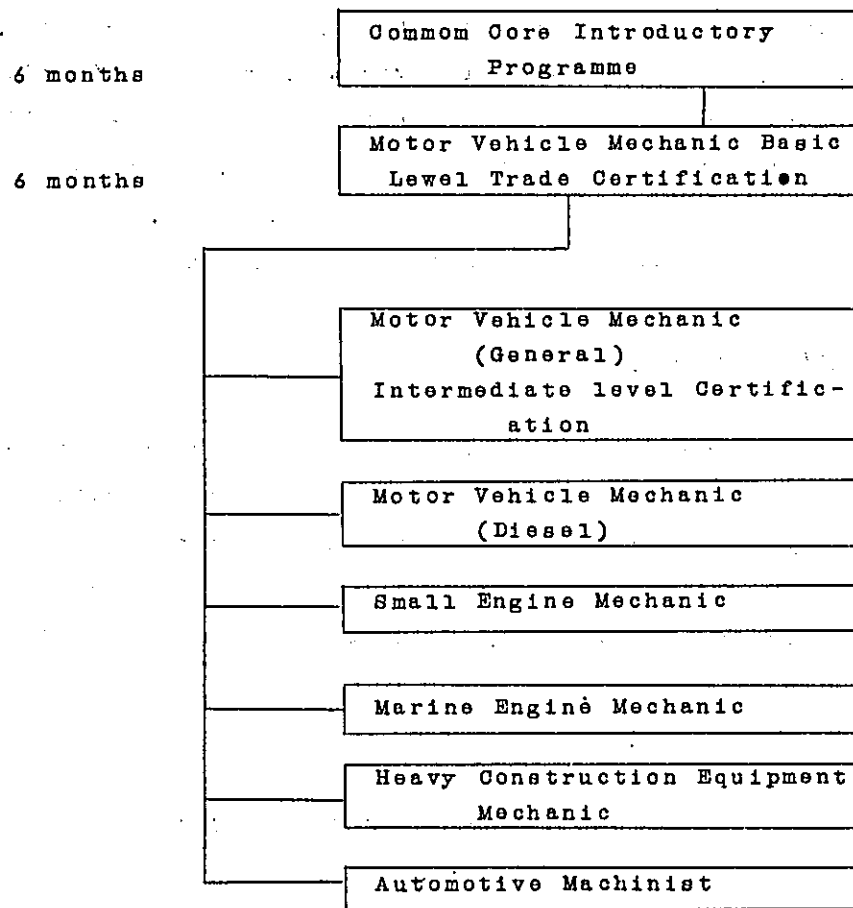 Commom Core Introductory
6 months
Programme
Motor Vehicle Mechanic Basic
6 months
Lewel Trade Certification
Motor Vehicle Mechanic
(General)
Intermediate level Certific-
ation
Motor Vehicle Mechanic
(Diesel)
Small Engine Mechanic
Marine Engine Mechanic
Heavy Construction Equipment
Mechanic
Automotive Machinist